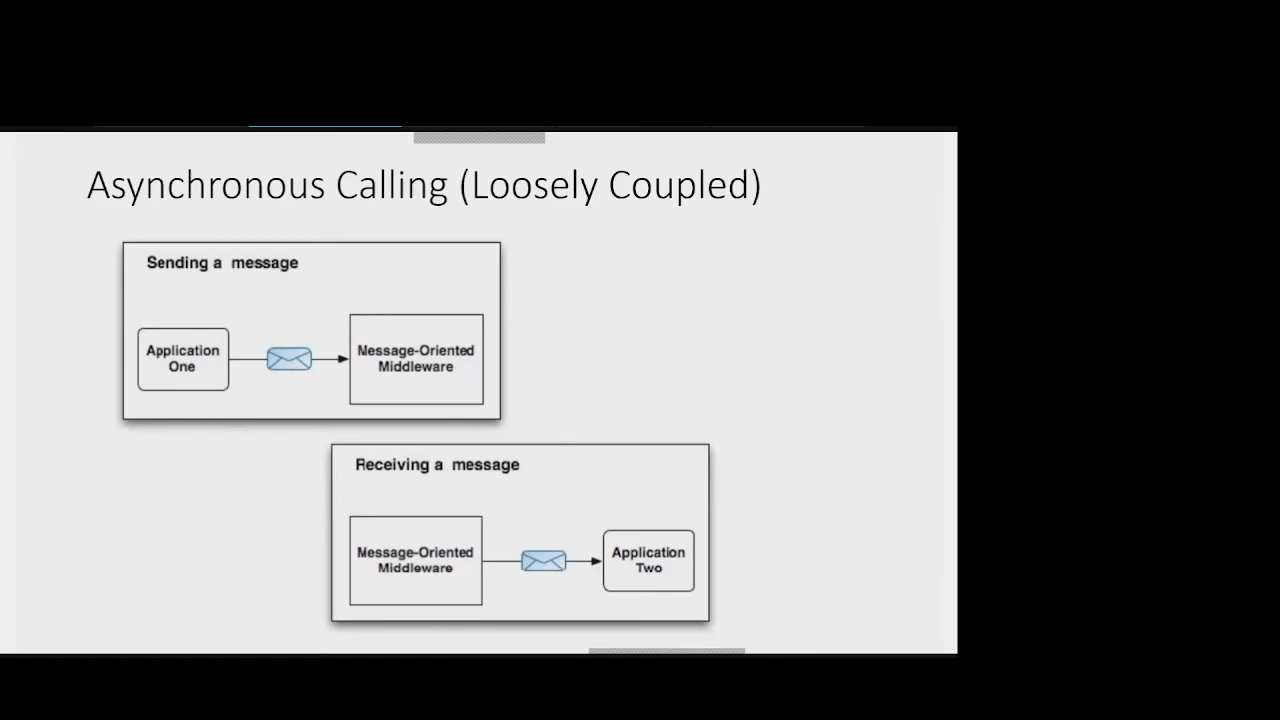 Asynchronous Calling (Loosely Coupled)
Sending a message
Application
One
Message-Oriented
Middleware
Receiving a message
Message-Oriented
Middleware
Application
Two